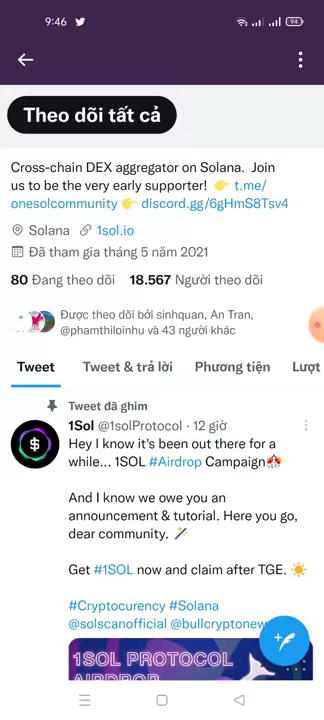 9:46
94
Theo dõi tất cả
Cross-chain DEX aggregator on Solana. Join
us to be the very early supporter! 👉 t.me/
onesolcommunity 👉 discord.gg/6gHmS8Tsv4
Solana 1sol.io
Đã tham gia tháng 5 năm 2021
80 Đang theo dõi 18.567 Người theo dõi
Được theo dõi bởi sinhquan, An Tran,
@phamthiloinhu và 43 người khác
Tweet Tweet & trả lời Phương tiện Lượt
Tweet đã ghim
1Sol @1solProtocol · 12 giờ
Hey I know it's been out there for a
while... 1SOL #Airdrop Campaign🎊
And I know we owe you an
announcement & tutorial. Here you go,
dear community. 🪄
Get #1SOL now and claim after TGE. ☀️
#Cryptocurency #Solana
@solscanofficial @bullcryptonew
1SOL PROTOCOL
AIRDROP